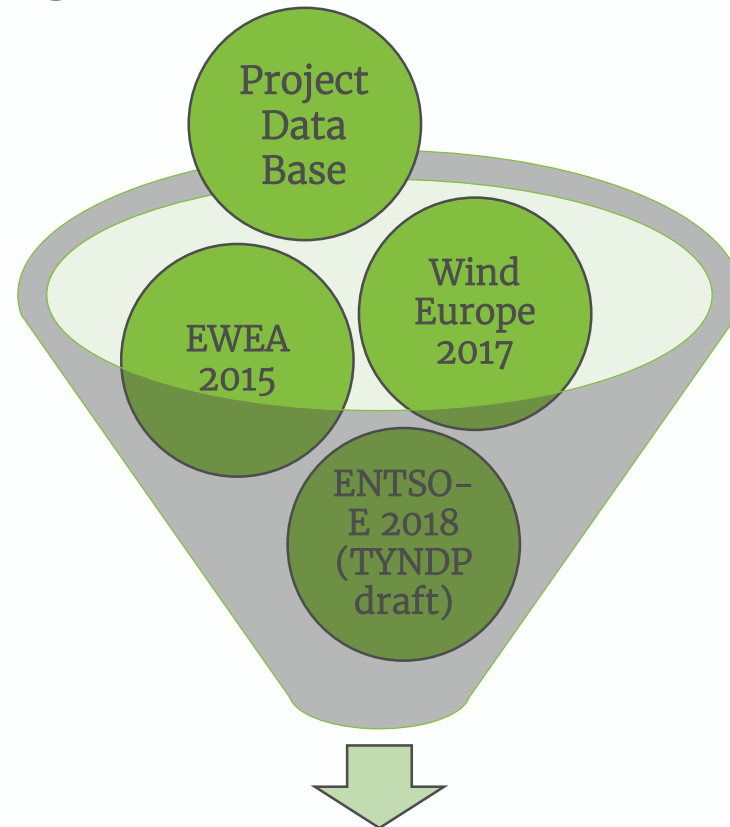 Project
Data
Base
Wind
Europe
2017
EWEA
2015
ENTSO-
E 2018
(TYNDP
draft)